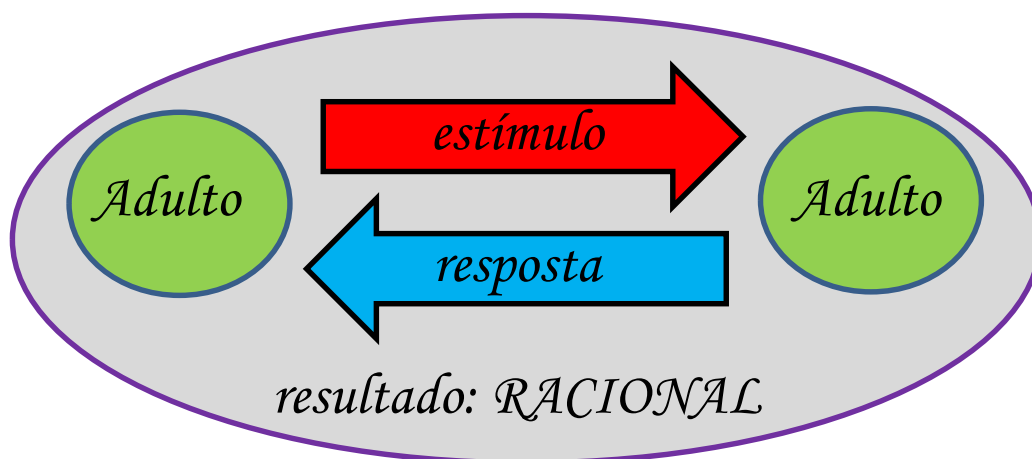 estímulo
Adulto
Adulto
resposta
resultado: RACIONAL